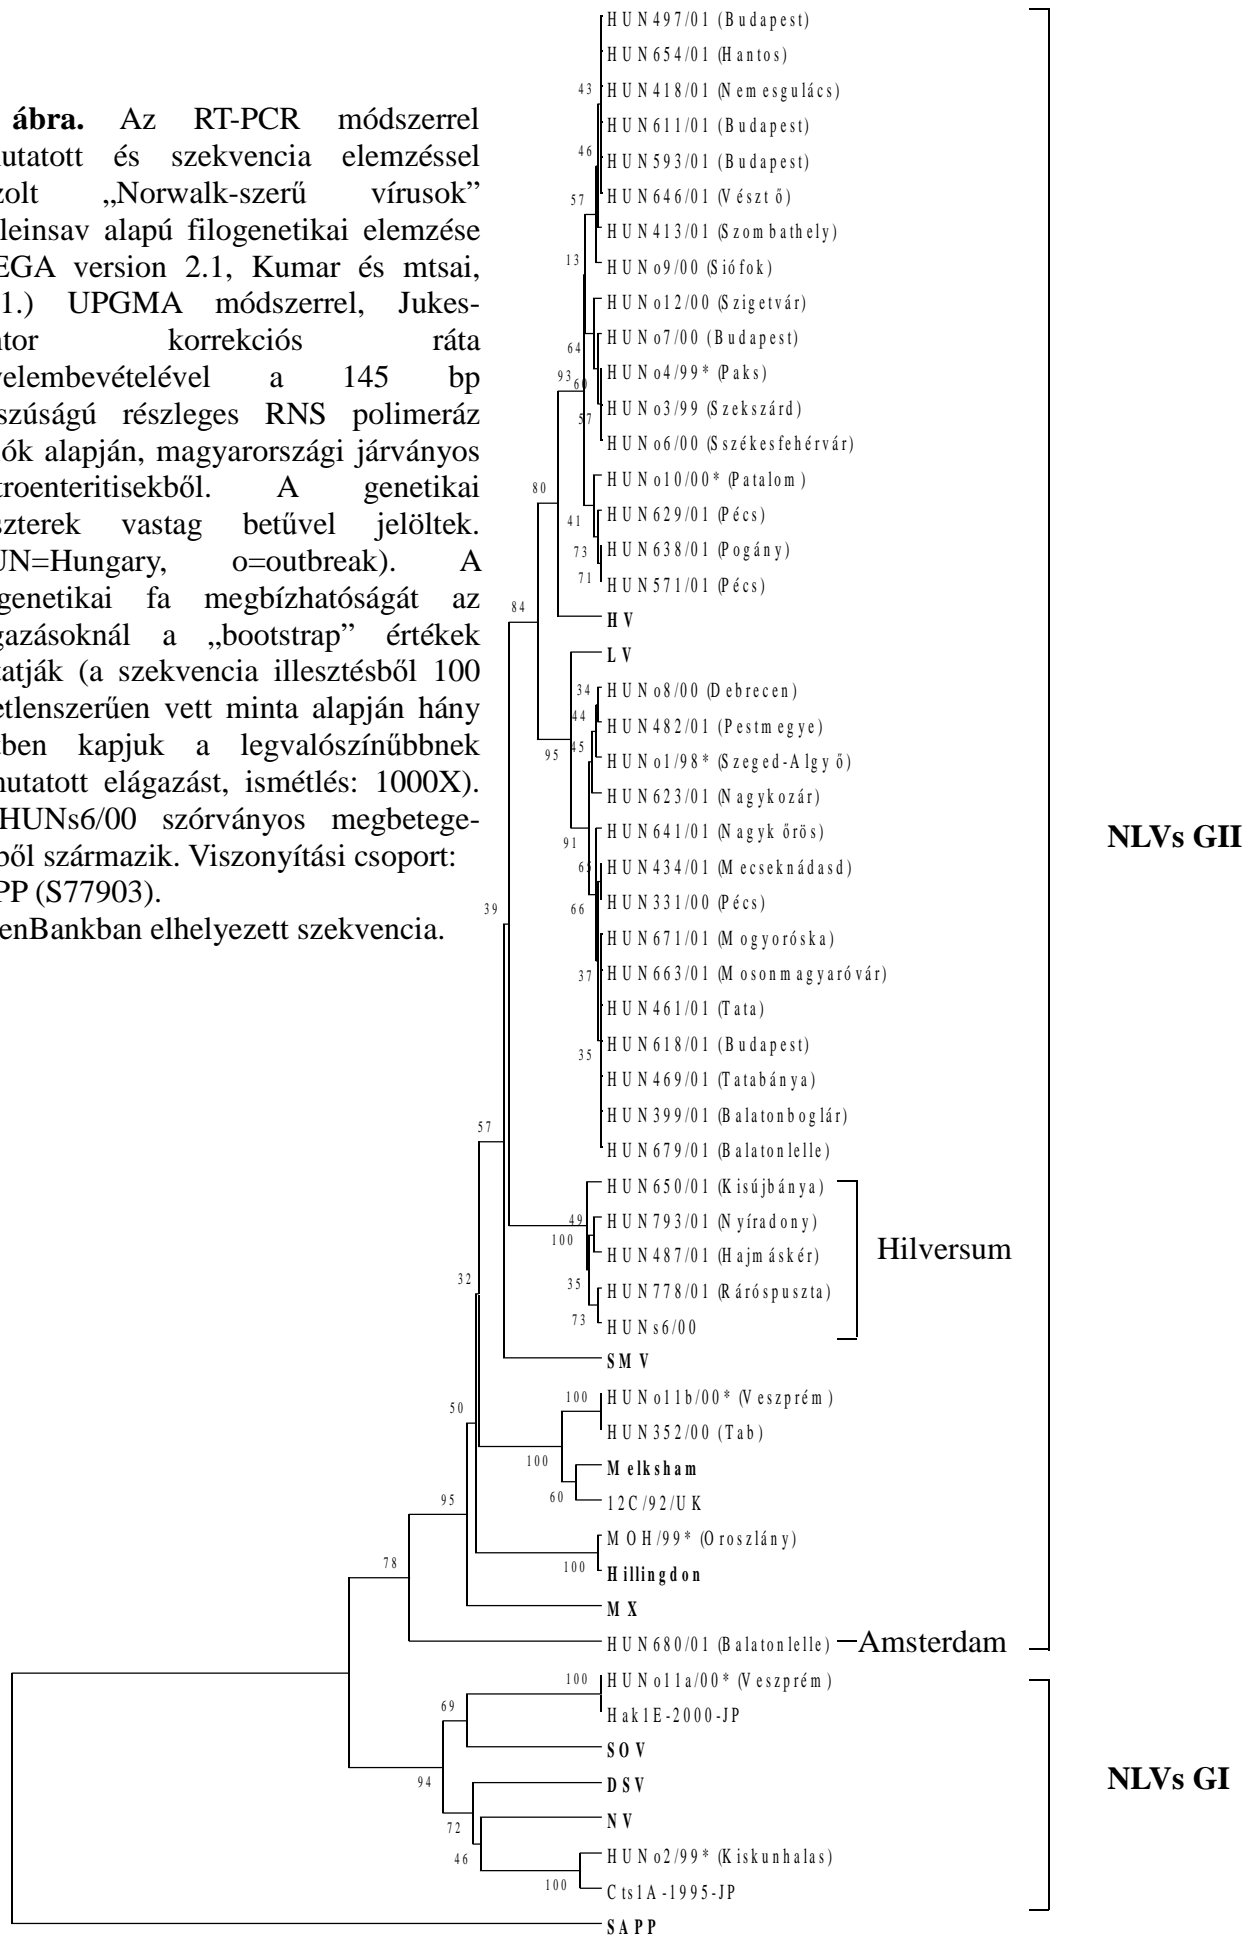 ábra. Az RT-PCR módszerrel
utatott és szekvencia elemzéssel
zolt „Norwalk-szerű vírusok”
leinsav alapú filogenetikai elemzése
EGA version 2.1, Kumar és mtsai,
1.) UPGMA módszerrel, Jukes-
ntor korrekciós ráta
yelembevételével a 145 bp
szúságú részleges RNS polimeráz
iók alapján, magyarországi járványos
troenteritisekből. A genetikai
szterek vastag betűvel jelöltek.
UN=Hungary, o=outbreak). A
genetikai fa megbízhatóságát az
gazásoknál a „bootstrap” értékek
tatják (a szekvencia illesztésből 100
etlenszerűen vett minta alapján hány
tben kapjuk a legvalószínűbbnek
mutatott elágazást, ismétlés: 1000X).
HUNs6/00 szórványos megbetege-
ből származik. Viszonyítási csoport:
PP (S77903).
enBankban elhelyezett szekvencia.
HUN497/01 (Budapest)
HUN654/01 (Hantos)
43 HUN418/01 (Nemesgulács)
HUN611/01 (Budapest)
46 HUN593/01 (Budapest)
57 HUN646/01 (Vésztő)
HUN413/01 (Szombathely)
13 HUNo9/00 (Siófok)
HUNo12/00 (Szigetvár)
64 HUNo7/00 (Budapest)
93 60 HUNo4/99* (Paks)
57 HUNo3/99 (Szekszárd)
HUNo6/00 (Sszékesfehérvár)
80 HUNo10/00* (Patalom)
41 HUN629/01 (Pécs)
73 HUN638/01 (Pogány)
71 HUN571/01 (Pécs)
84 HV
LV
34 HUNo8/00 (Debrecen)
44 HUN482/01 (Pestmegye)
95 45 HUNo1/98* (Szeged-Algyő)
HUN623/01 (Nagykozár)
91 HUN641/01 (Nagykőrös)
65 HUN434/01 (Mecseknádasd)
39 66 HUN331/00 (Pécs)
HUN671/01 (Mogyoróska)
37 HUN663/01 (Mosonmagyaróvár)
HUN461/01 (Tata)
35 HUN618/01 (Budapest)
HUN469/01 (Tatabánya)
HUN399/01 (Balatonboglár)
57 HUN679/01 (Balatonlelle)
HUN650/01 (Kisújbánya)
49 HUN793/01 (Nyíradony)
100 HUN487/01 (Hajmáskér)
Hilversum
32 35 HUN778/01 (Ráróspuszta)
73 HUNs6/00
SMV
100 HUNo11b/00* (Veszprém)
50 HUN352/00 (Tab)
100 Melksham
95 60 12C/92/UK
MOH/99* (Oroszlány)
78 100 Hillingdon
MX
HUN680/01 (Balatonlelle) Amsterdam
NLVs GII
100 HUNo11a/00* (Veszprém)
69 Hak1E-2000-JP
SOV
94 DSV
72 NV
46 HUNo2/99* (Kiskunhalas)
100 Cts1A-1995-JP
NLVs GI
SAPP